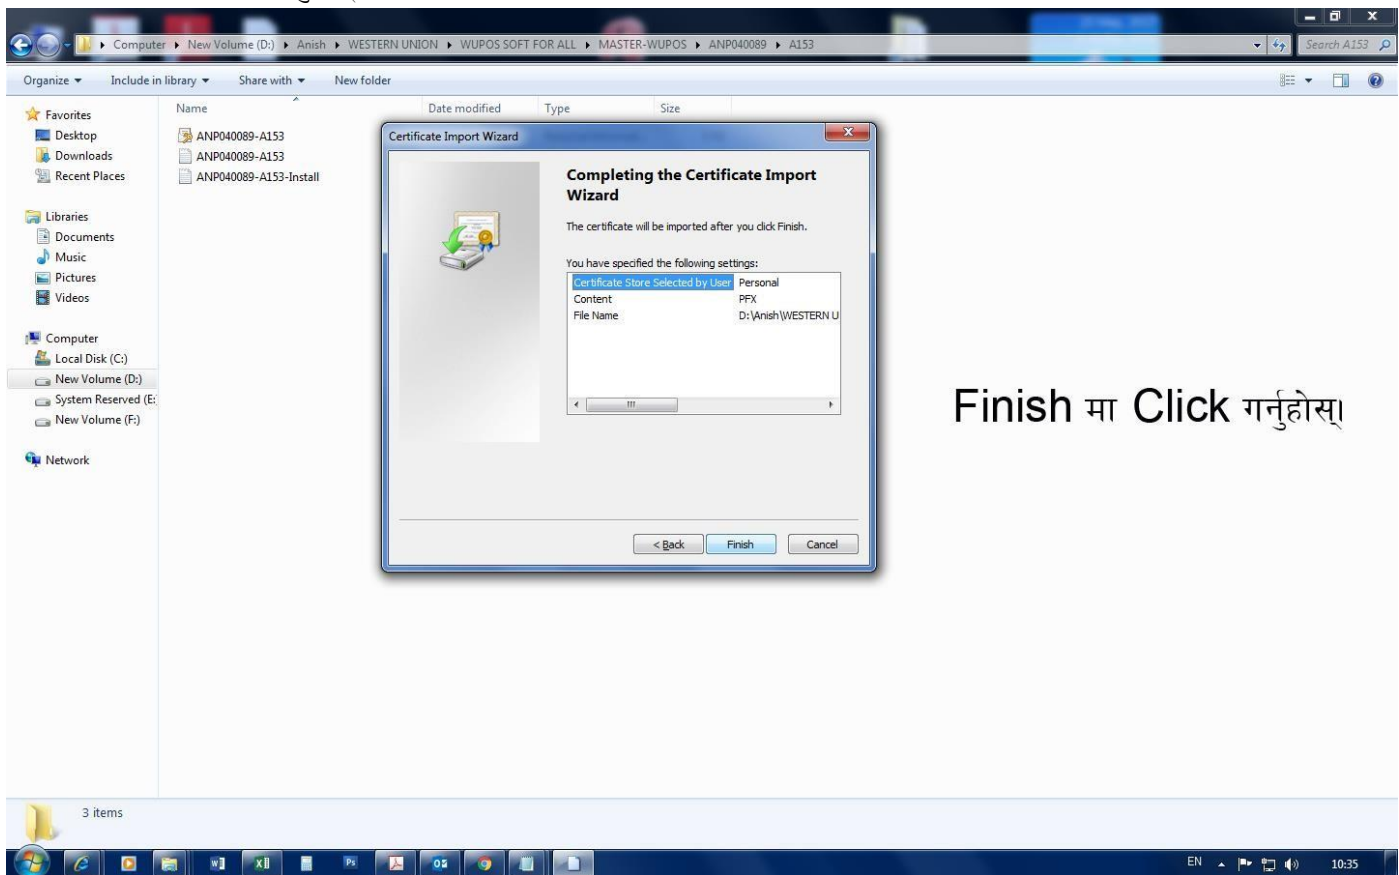 Computer ▸ New Volume (D:) ▸ Anish ▸ WESTERN UNION ▸ WUPOS SOFT FOR ALL ▸ MASTER-WUPOS ▸ ANP040089 ▸ A153
Search A153
Organize Include in library Share with New folder
Name Date modified Type Size
Favorites
Desktop
Downloads
Recent Places
Libraries
Documents
Music
Pictures
Videos
Computer
Local Disk (C:)
New Volume (D:)
System Reserved (E:
New Volume (F:)
Network
ANP040089-A153
ANP040089-A153
ANP040089-A153-Install
Certificate Import Wizard
Completing the Certificate Import
Wizard
The certificate will be imported after you click Finish.
You have specified the following settings:
Certificate Store Selected by User Personal
Content PFX
File Name D:\Anish\WESTERN U
< Back Finish Cancel
Finish मा Click गर्नुहोस्।
3 items
EN 10:35